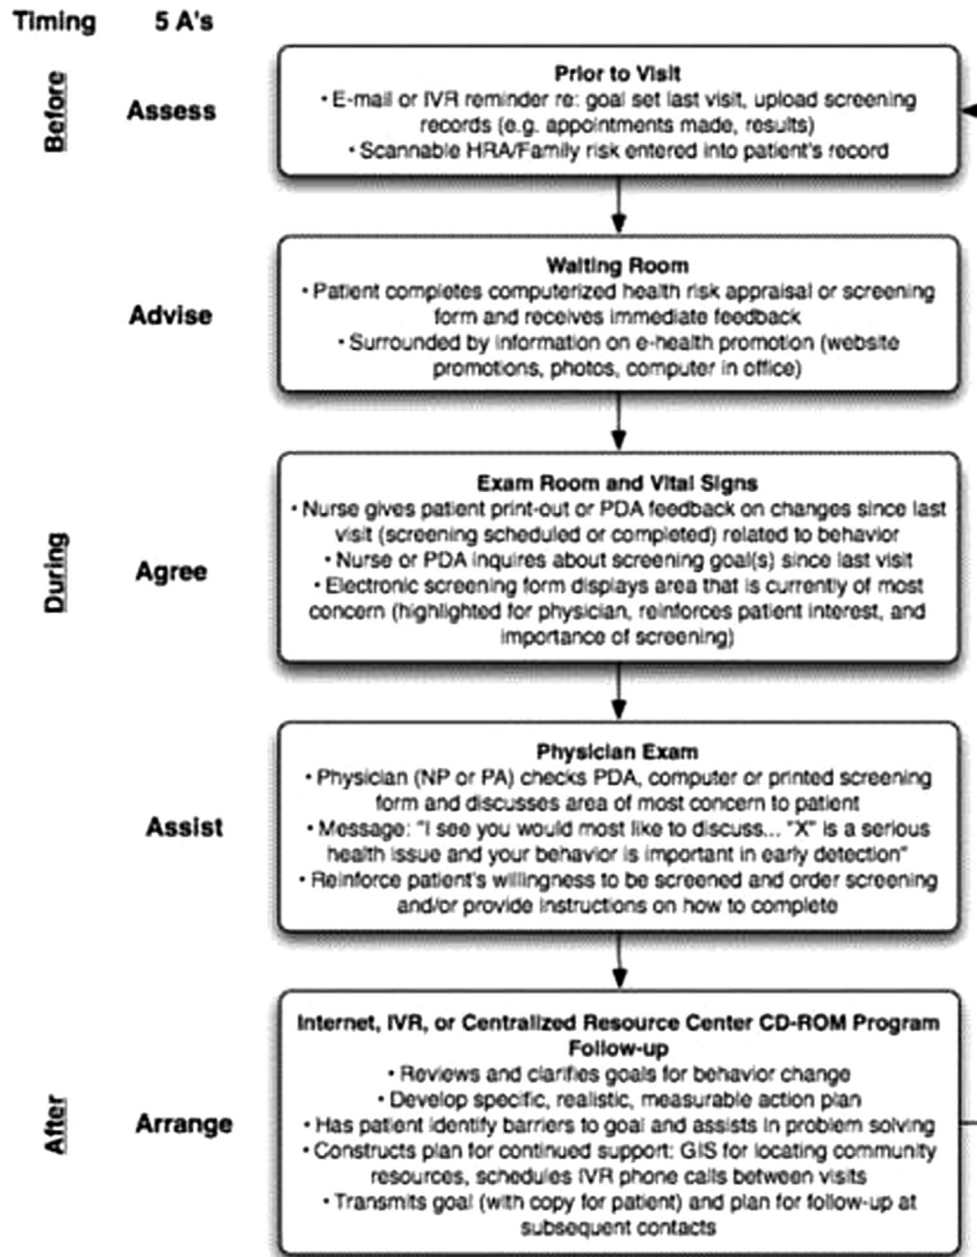 Timing 5 A's
Before
Assess
Prior to Visit
• E-mail or IVR reminder re: goal set last visit, upload screening
records (e.g. appointments made, results)
• Scannable HRA/Family risk entered into patient's record
Advise
Waiting Room
• Patient completes computerized health risk appraisal or screening
form and receives immediate feedback
• Surrounded by information on e-health promotion (website
promotions, photos, computer in office)
During
Agree
Exam Room and Vital Signs
• Nurse gives patient print-out or PDA feedback on changes since last
visit (screening scheduled or completed) related to behavior
• Nurse or PDA inquires about screening goal(s) since last visit
• Electronic screening form displays area that is currently of most
concern (highlighted for physician, reinforces patient interest, and
importance of screening)
Assist
Physician Exam
• Physician (NP or PA) checks PDA, computer or printed screening
form and discusses area of most concern to patient
• Message: "I see you would most like to discuss... "X" is a serious
health issue and your behavior is important in early detection"
• Reinforce patient's willingness to be screened and order screening
and/or provide instructions on how to complete
After
Arrange
Internet, IVR, or Centralized Resource Center CD-ROM Program
Follow-up
• Reviews and clarifies goals for behavior change
• Develop specific, realistic, measurable action plan
• Has patient identify barriers to goal and assists in problem solving
• Constructs plan for continued support: GIS for locating community
resources, schedules IVR phone calls between visits
• Transmits goal (with copy for patient) and plan for follow-up at
subsequent contacts